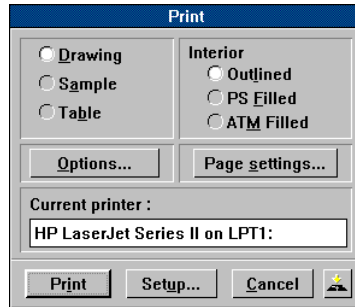 Print
Drawing
Sample
Table
Interior
Outlined
PS Filled
ATM Filled
Options...
Page settings...
Current printer :
HP LaserJet Series II on LPT1:
Print
Setup...
Cancel